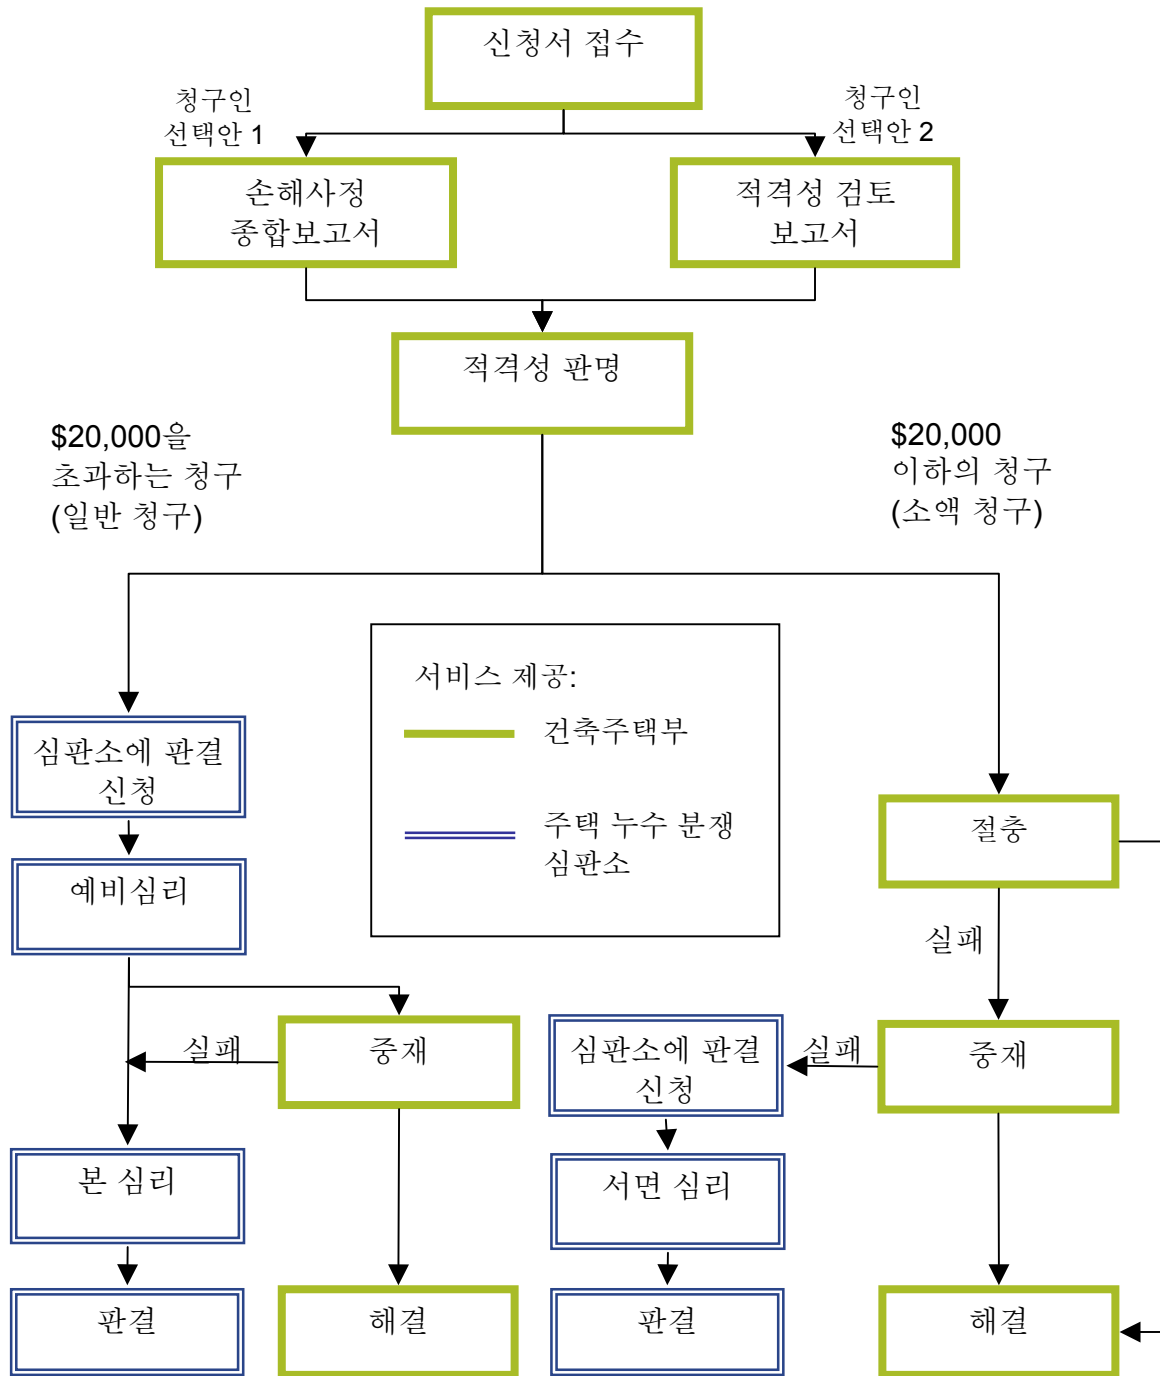 신청서 접수
청구인
선택안 1
청구인
선택안 2
손해사정
종합보고서
적격성 검토
보고서
적격성 판명
$20,000을
초과하는 청구
(일반 청구)
$20,000
이하의 청구
(소액 청구)
서비스 제공:
건축주택부
주택 누수 분쟁
심판소
심판소에 판결
신청
예비심리
절충
실패
중재
실패
심판소에 판결
신청
실패
중재
본 심리
서면 심리
판결
해결
판결
해결